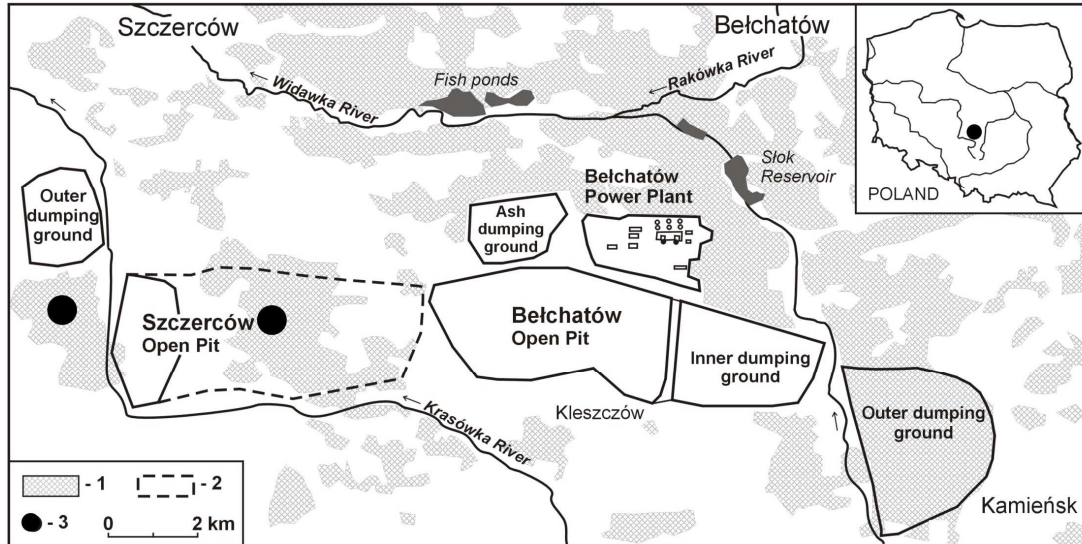 Szczerców
Bełchatów
Fish ponds
← Widawka River
← Rakówka River
Słok
Reservoir
POLAND
Bełchatów
Power Plant
Outer
dumping
ground
Ash
dumping
ground
Szczerców
Open Pit
Bełchatów
Open Pit
Inner dumping
ground
Kleszczów
← Krasówka River
Outer dumping
ground
Kamieńsk
- 1
- 2
- 3
0 2 km